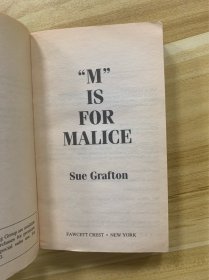 "M"
IS
FOR
MALICE
Sue Grafton
FAWCETT CREST • NEW YORK